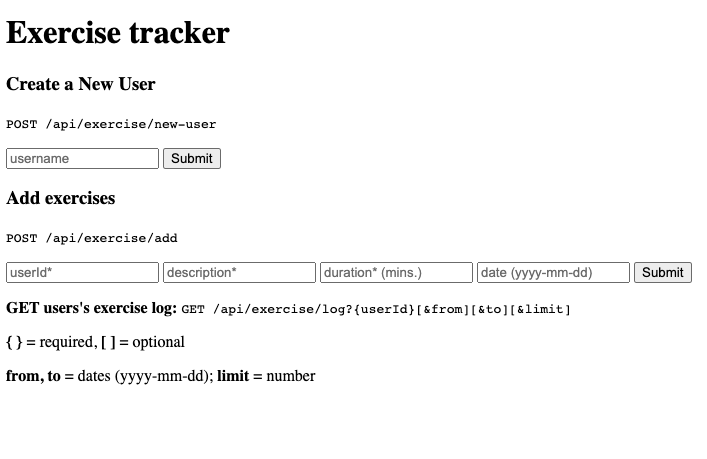 Exercise tracker
Create a New User
POST /api/exercise/new-user
username Submit
Add exercises
POST /api/exercise/add
userId* description* duration* (mins.) date (yyyy-mm-dd) Submit
GET users's exercise log: GET /api/exercise/log?{userId}[&from][&to][&limit]
{ } = required, [ ] = optional
from, to = dates (yyyy-mm-dd); limit = number